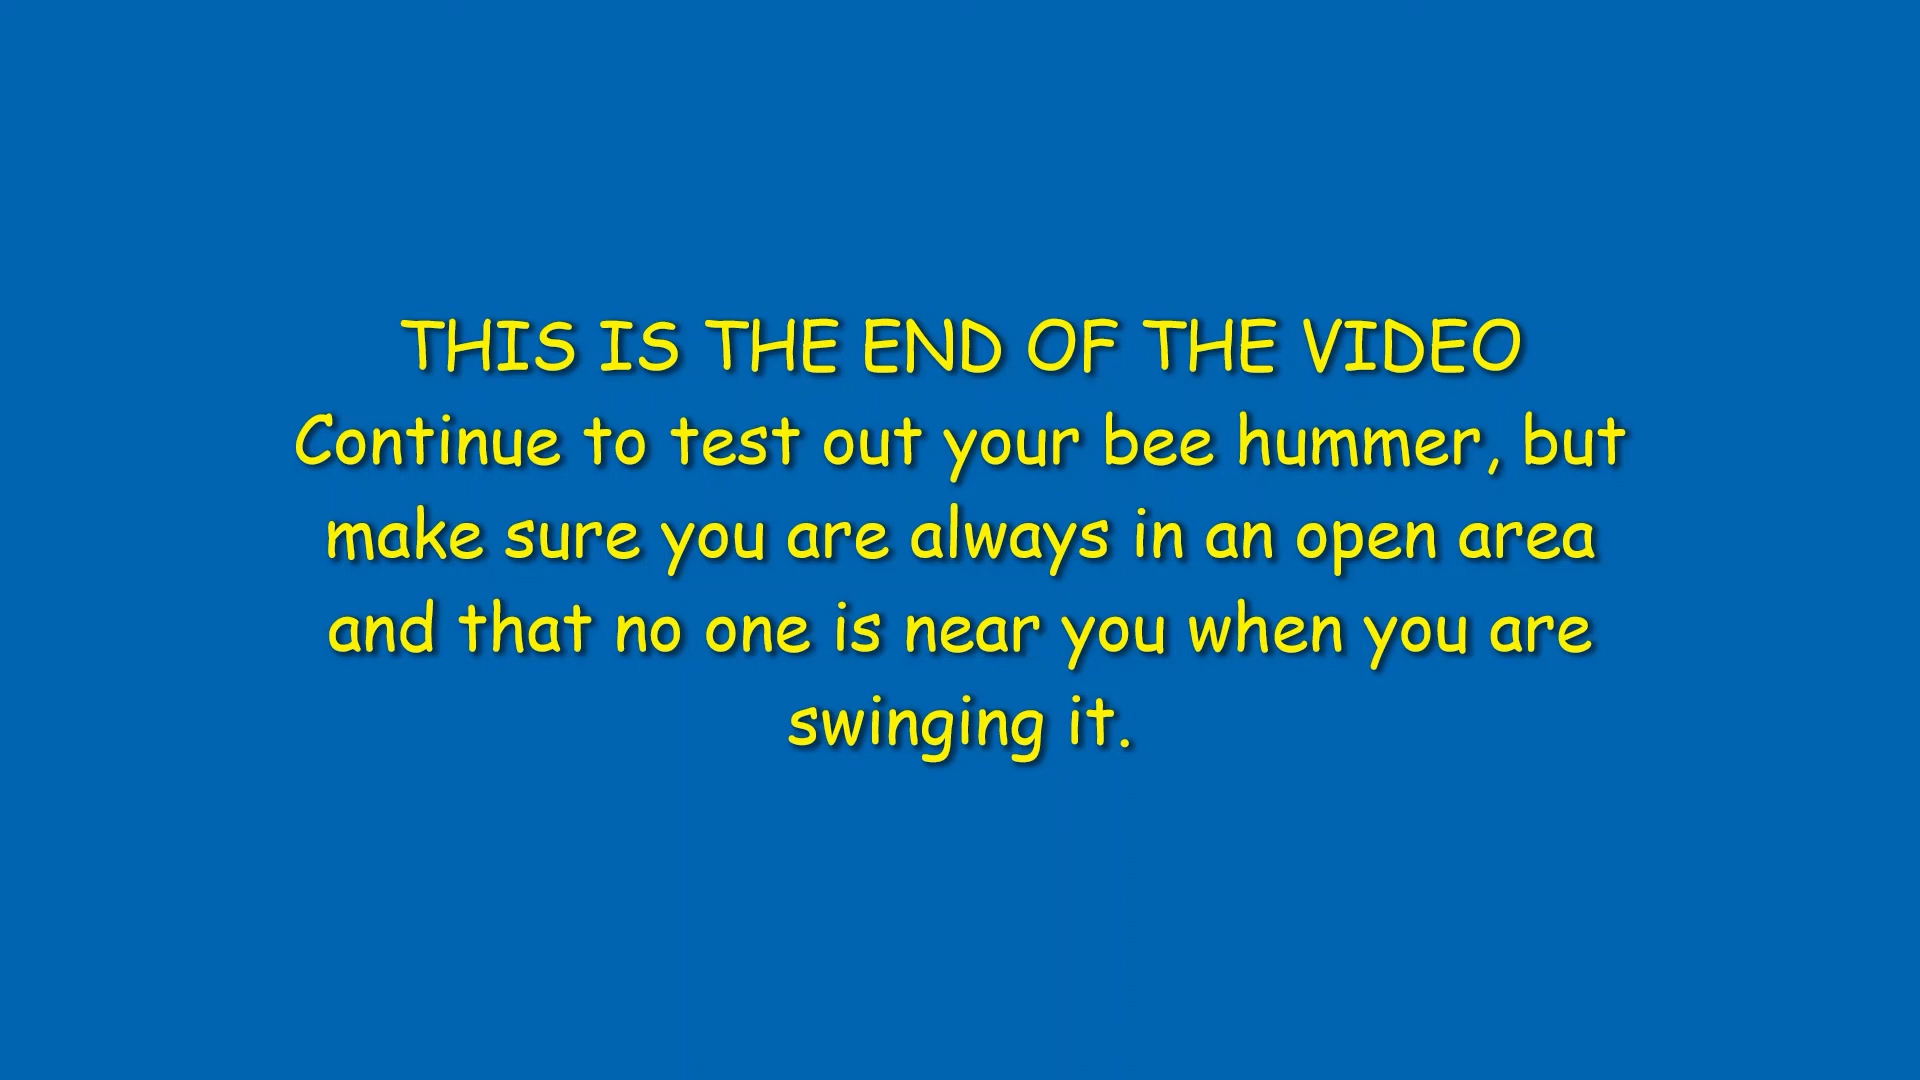 THIS IS THE END OF THE VIDEO
Continue to test out your bee hummer, but
make sure you are always in an open area
and that no one is near you when you are
swinging it.